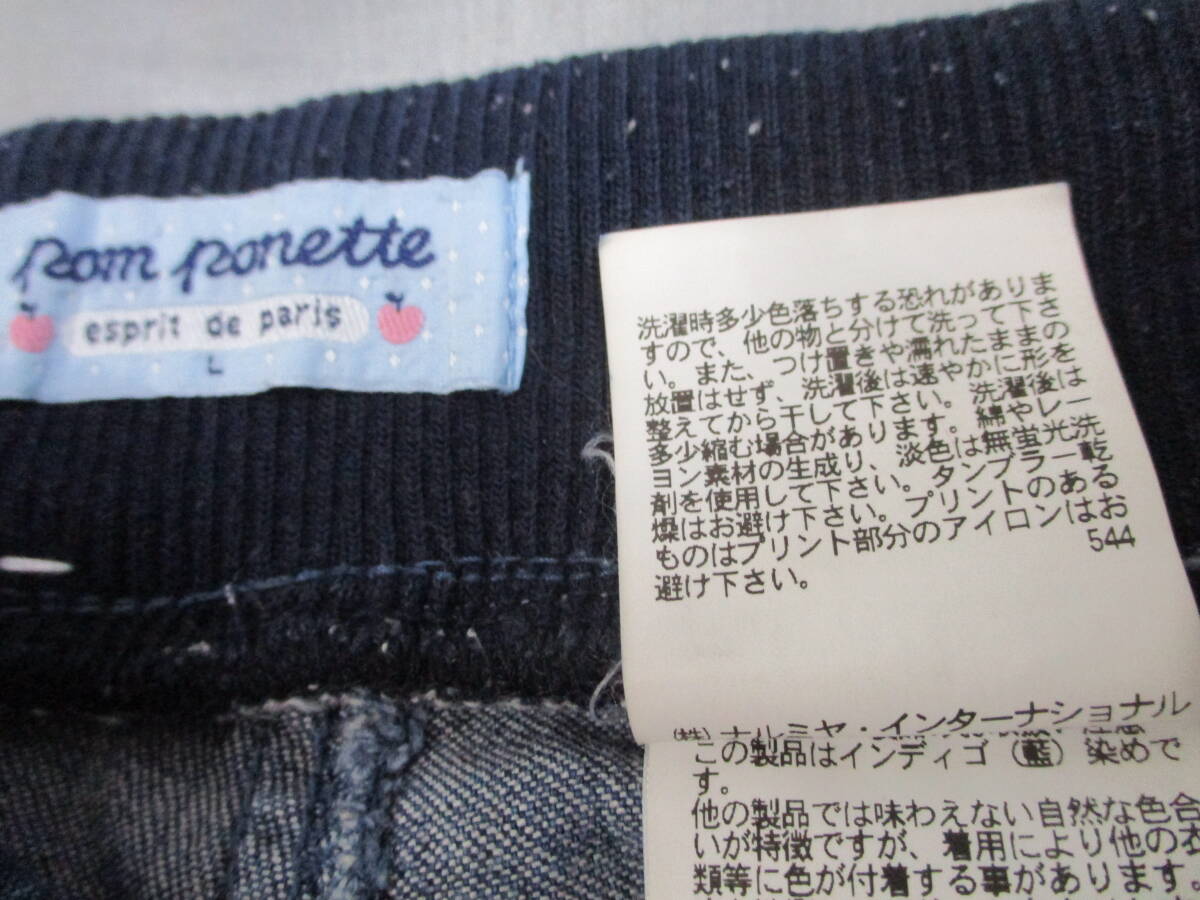 pom ponette
esprit de paris
L
洗濯時多少色落ちする恐れがありま
すので、他の物と分けて洗って下さ
い。また、つけ置きや濡れたままの
放置はせず、洗濯後は速やかに形を
整えてから干して下さい。洗濯後は
多少縮む場合があります。綿やレー
ヨン素材の生成り、淡色は無蛍光洗
剤を使用して下さい。タンブラー乾
燥はお避け下さい。プリントのある
ものはプリント部分のアイロンはお
避け下さい。
544
㈱ナルミヤ・インターナショナル
この製品はインディゴ（藍）染めで
す。
他の製品では味わえない自然な色合
いが特徴ですが、着用により他の衣
類等に色が付着する事があります。